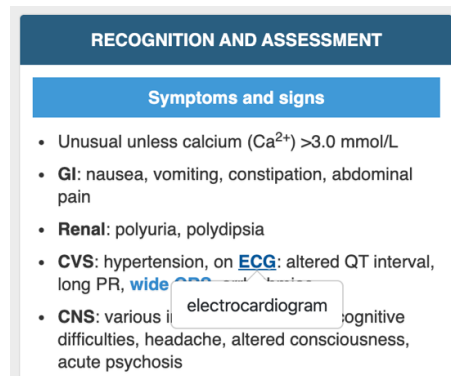 RECOGNITION AND ASSESSMENT
Symptoms and signs
• Unusual unless calcium (Ca²⁺) >3.0 mmol/L
• GI: nausea, vomiting, constipation, abdominal
pain
• Renal: polyuria, polydipsia
• CVS: hypertension, on ECG: altered QT interval,
long PR, wide
electrocardiogram
• CNS: various cognitive
difficulties, headache, altered consciousness,
acute psychosis